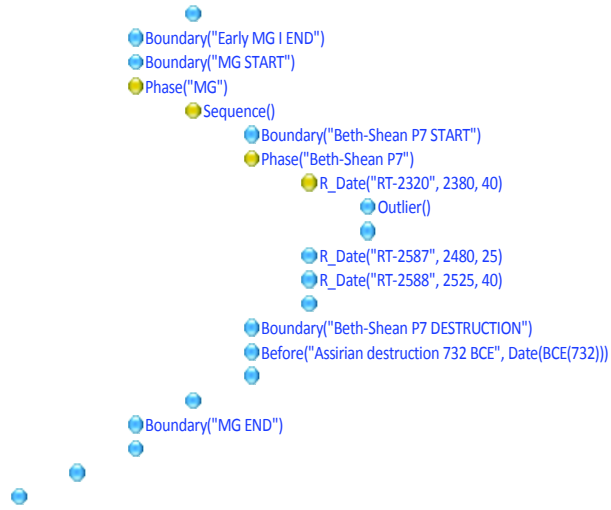 Boundary("Early MG I END")
Boundary("MG START")
Phase("MG")
Sequence()
Boundary("Beth-Shean P7 START")
Phase("Beth-Shean P7")
R_Date("RT-2320", 2380, 40)
Outlier()
R_Date("RT-2587", 2480, 25)
R_Date("RT-2588", 2525, 40)
Boundary("Beth-Shean P7 DESTRUCTION")
Before("Assirian destruction 732 BCE", Date(BCE(732)))
Boundary("MG END")